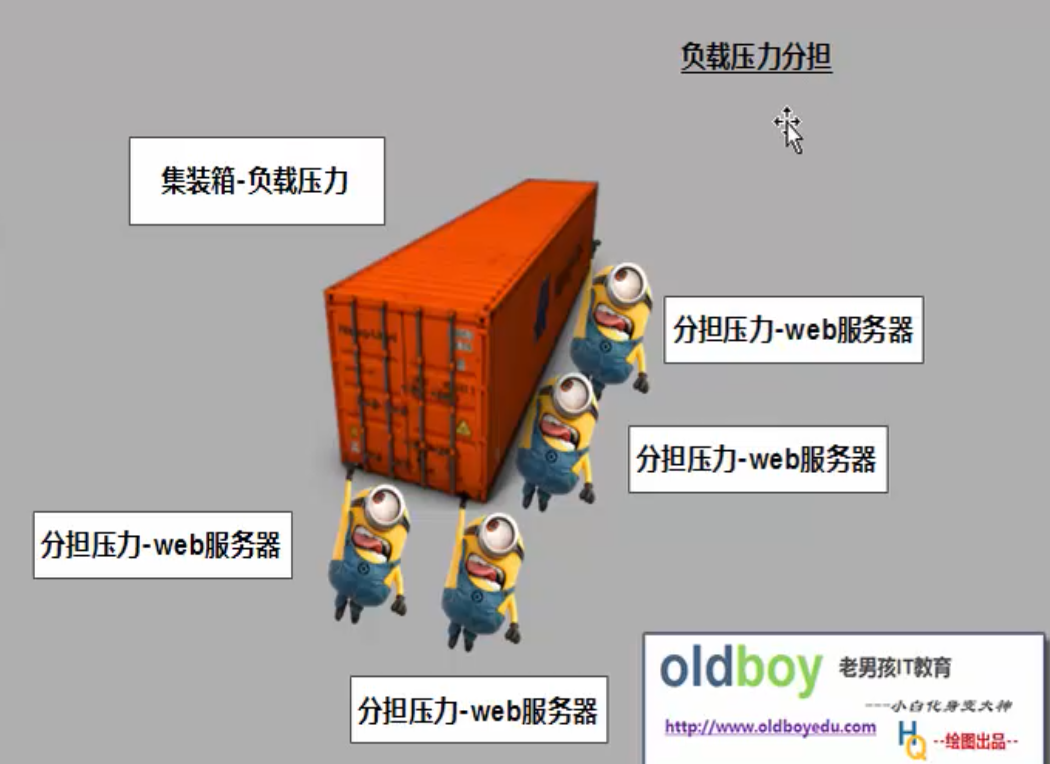 负载压力分担
集装箱-负载压力
分担压力-web服务器
分担压力-web服务器
分担压力-web服务器
分担压力-web服务器
oldboy 老男孩IT教育
---小白化身变大神
http://www.oldboyedu.com
HQ --绘图出品--